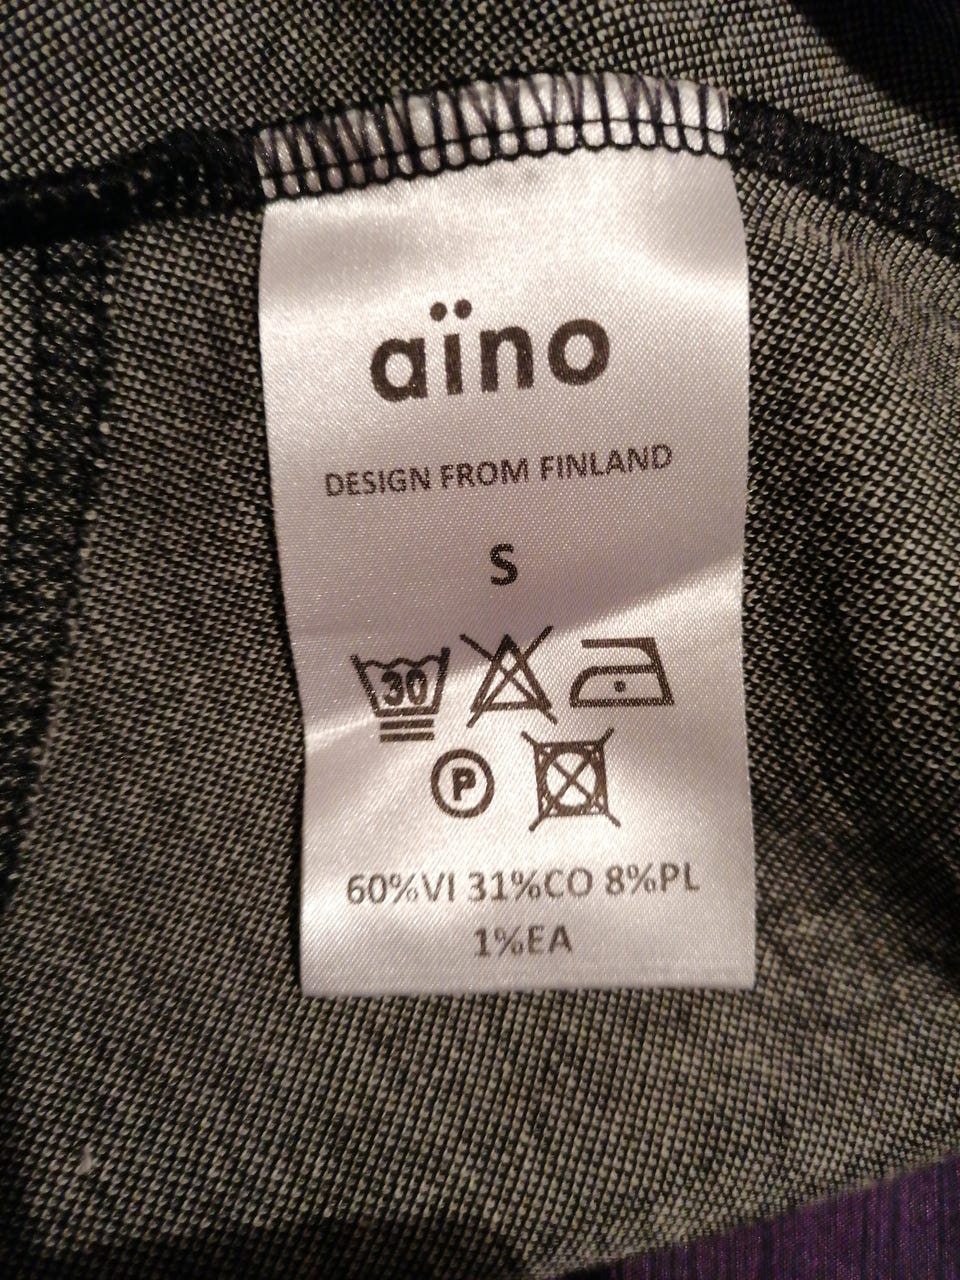 aïno
DESIGN FROM FINLAND
S
30
P
60%VI 31%CO 8%PL
1%EA